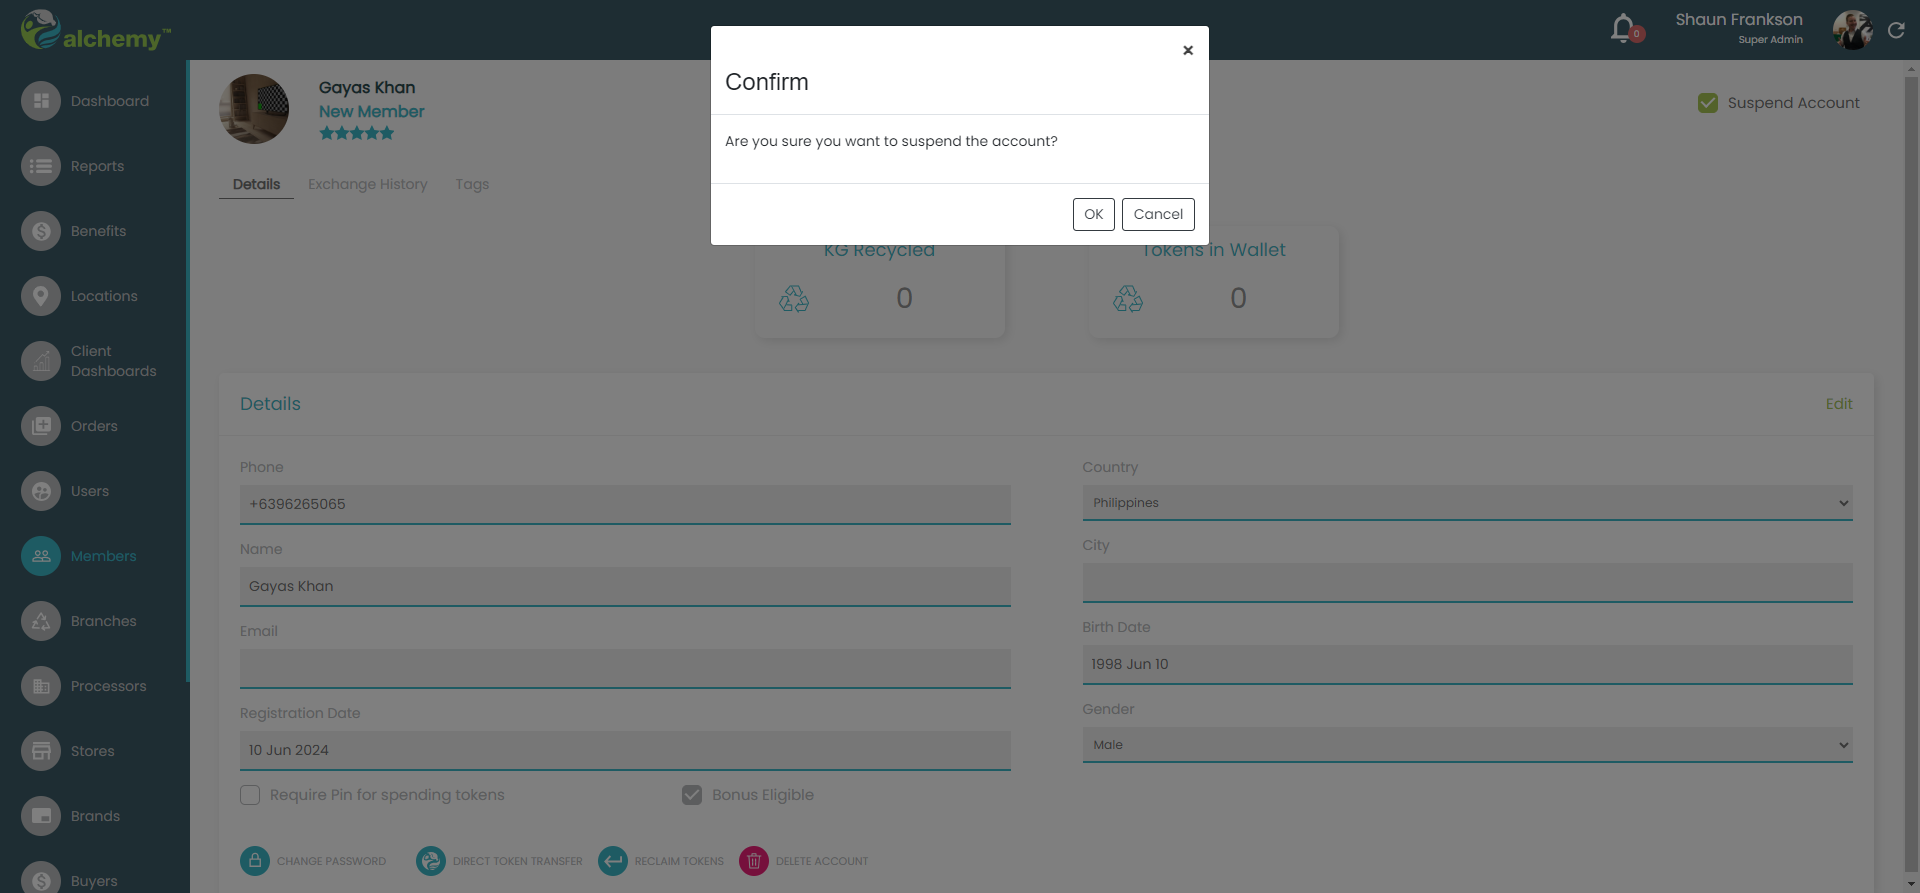 alchemy™
0
Shaun Frankson
Super Admin
Dashboard
Reports
Benefits
Locations
Client
Dashboards
Orders
Users
Members
Branches
Processors
Stores
Brands
Buyers
Gayas Khan
New Member
Suspend Account
Details
Exchange History
Tags
×
Confirm
Are you sure you want to suspend the account?
OK
Cancel
KG Recycled
0
Tokens in Wallet
0
Details
Edit
Phone
+6396265065
Name
Gayas Khan
Email
Registration Date
10 Jun 2024
Country
Philippines
City
Birth Date
1998 Jun 10
Gender
Male
Require Pin for spending tokens
Bonus Eligible
CHANGE PASSWORD
DIRECT TOKEN TRANSFER
RECLAIM TOKENS
DELETE ACCOUNT